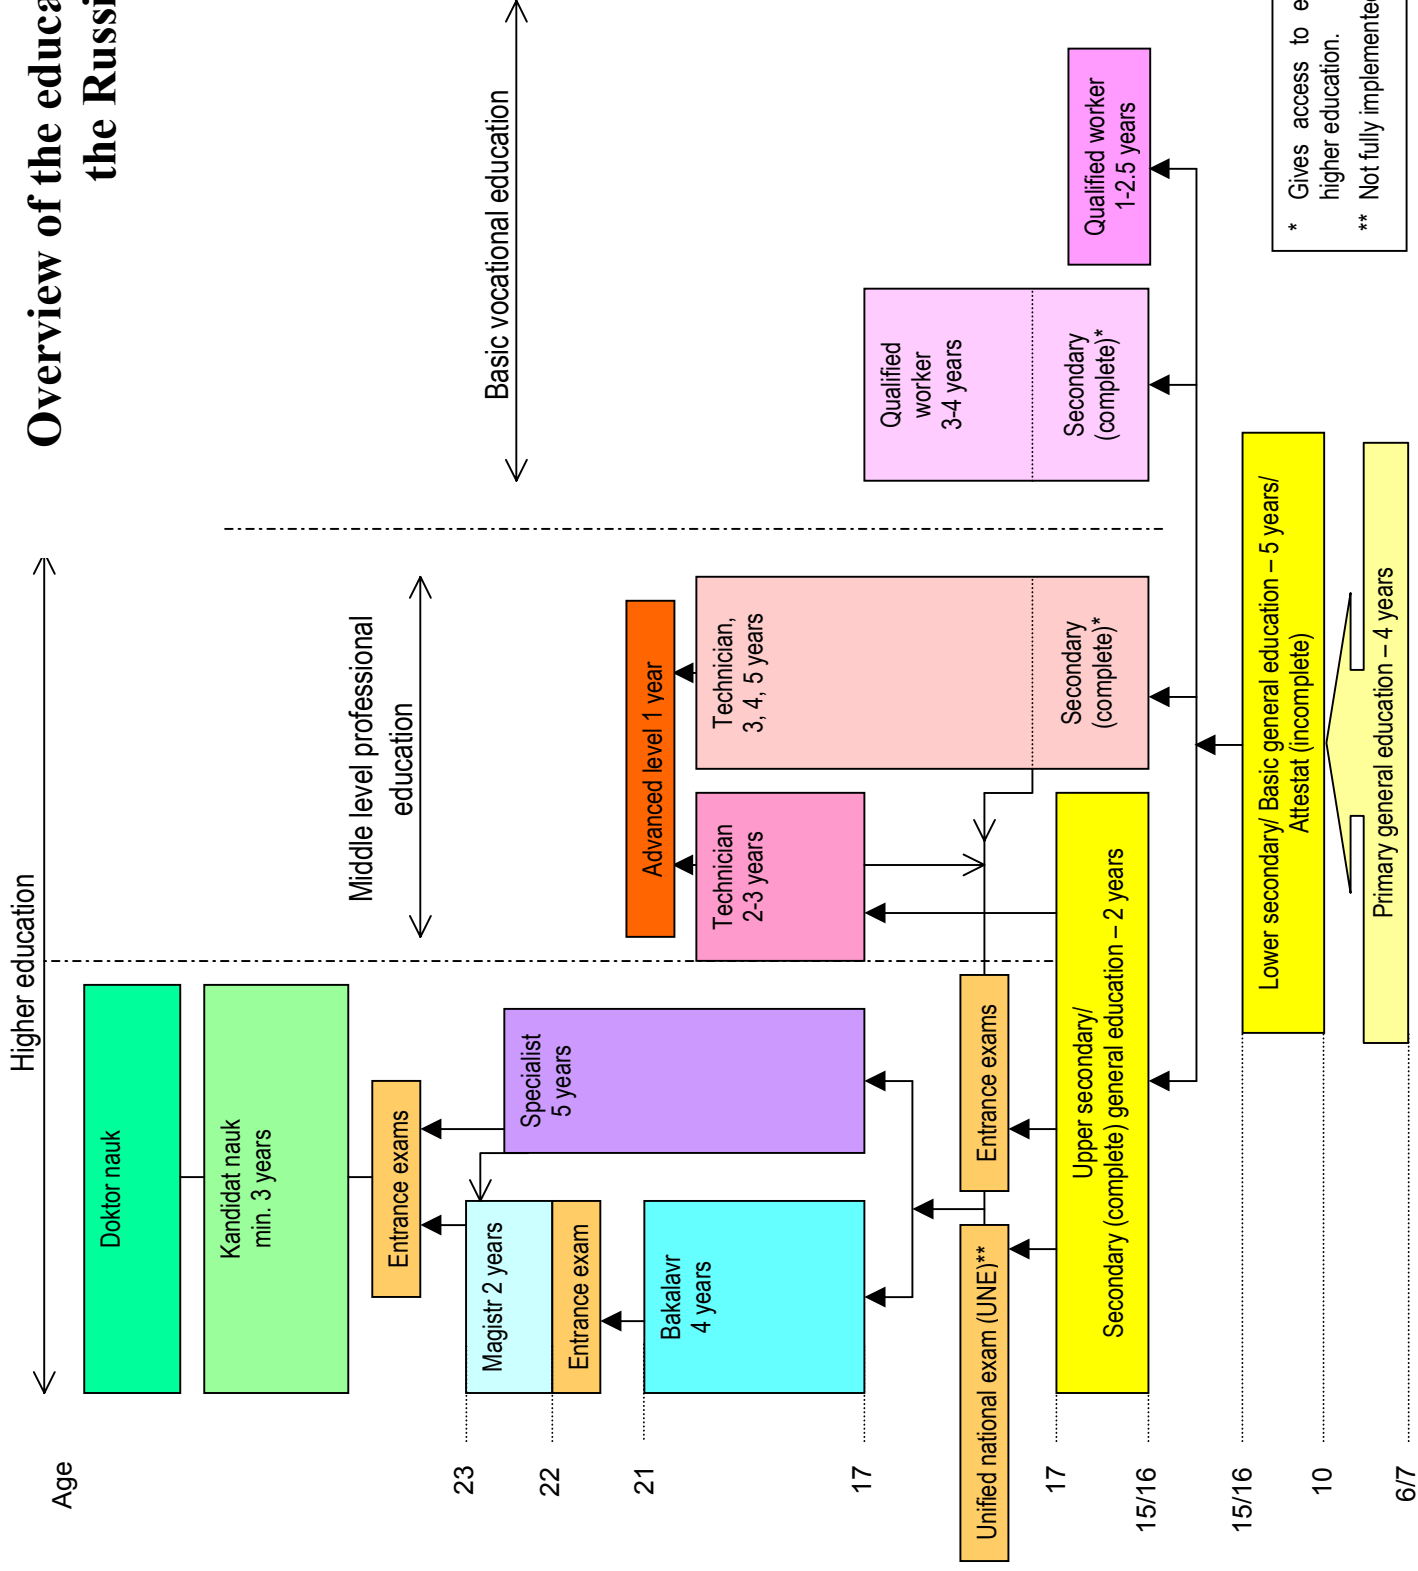 Overview of the educa
the Russi
Higher education
Middle level professional
education
Basic vocational education
Age
Doktor nauk
Kandidat nauk
min. 3 years
Entrance exams
23
Magistr 2 years
22
Entrance exam
Specialist
5 years
Advanced level 1 year
21
Bakalavr
4 years
Technician
2-3 years
Technician,
3, 4, 5 years
Qualified
worker
3-4 years
17
Unified national exam (UNE)**
Entrance exams
17
Upper secondary/
Secondary (complete) general education – 2 years
Secondary
(complete)*
Secondary
(complete)*
Qualified worker
1-2.5 years
15/16
15/16
Lower secondary/ Basic general education – 5 years/
Attestat (incomplete)
10
Primary general education – 4 years
6/7
* Gives access to e
higher education.
** Not fully implemented